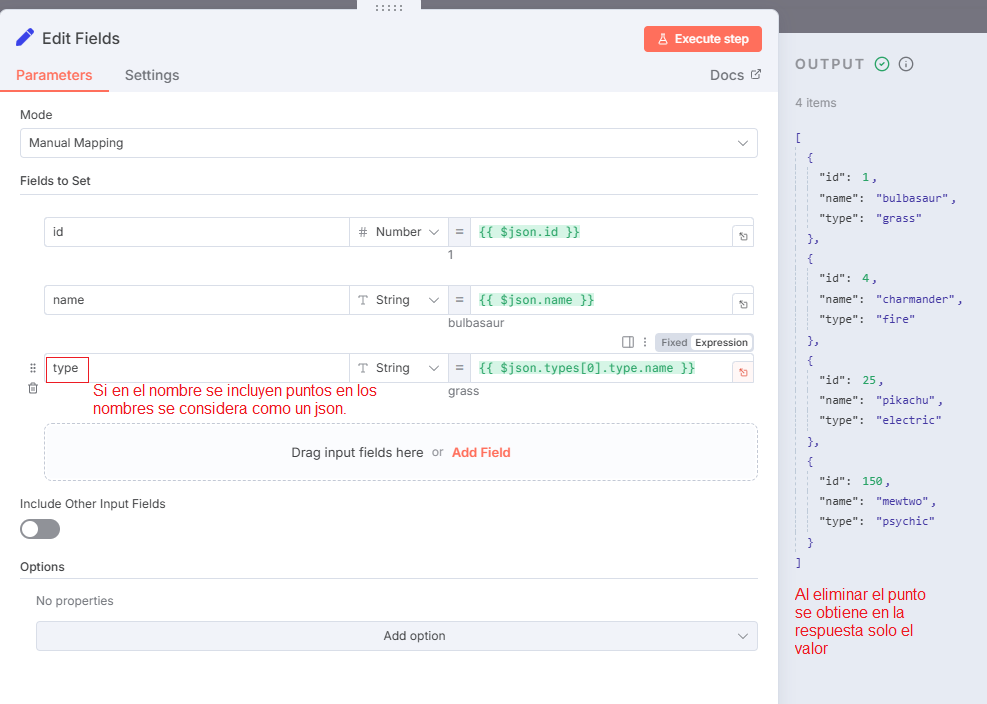 Edit Fields
Execute step
Parameters
Settings
Docs
Mode
Manual Mapping
Fields to Set
id
# Number
=
{{ $json.id }}
1
name
T String
=
{{ $json.name }}
bulbasaur
Fixed
Expression
type
T String
=
{{ $json.types[0].type.name }}
grass
Si en el nombre se incluyen puntos en los
nombres se considera como un json.
Drag input fields here or Add Field
Include Other Input Fields
Options
No properties
Add option
OUTPUT
4 items
[
{
"id": 1,
"name": "bulbasaur",
"type": "grass"
},
{
"id": 4,
"name": "charmander",
"type": "fire"
},
{
"id": 25,
"name": "pikachu",
"type": "electric"
},
{
"id": 150,
"name": "mewtwo",
"type": "psychic"
}
]
Al eliminar el punto
se obtiene en la
respuesta solo el
valor